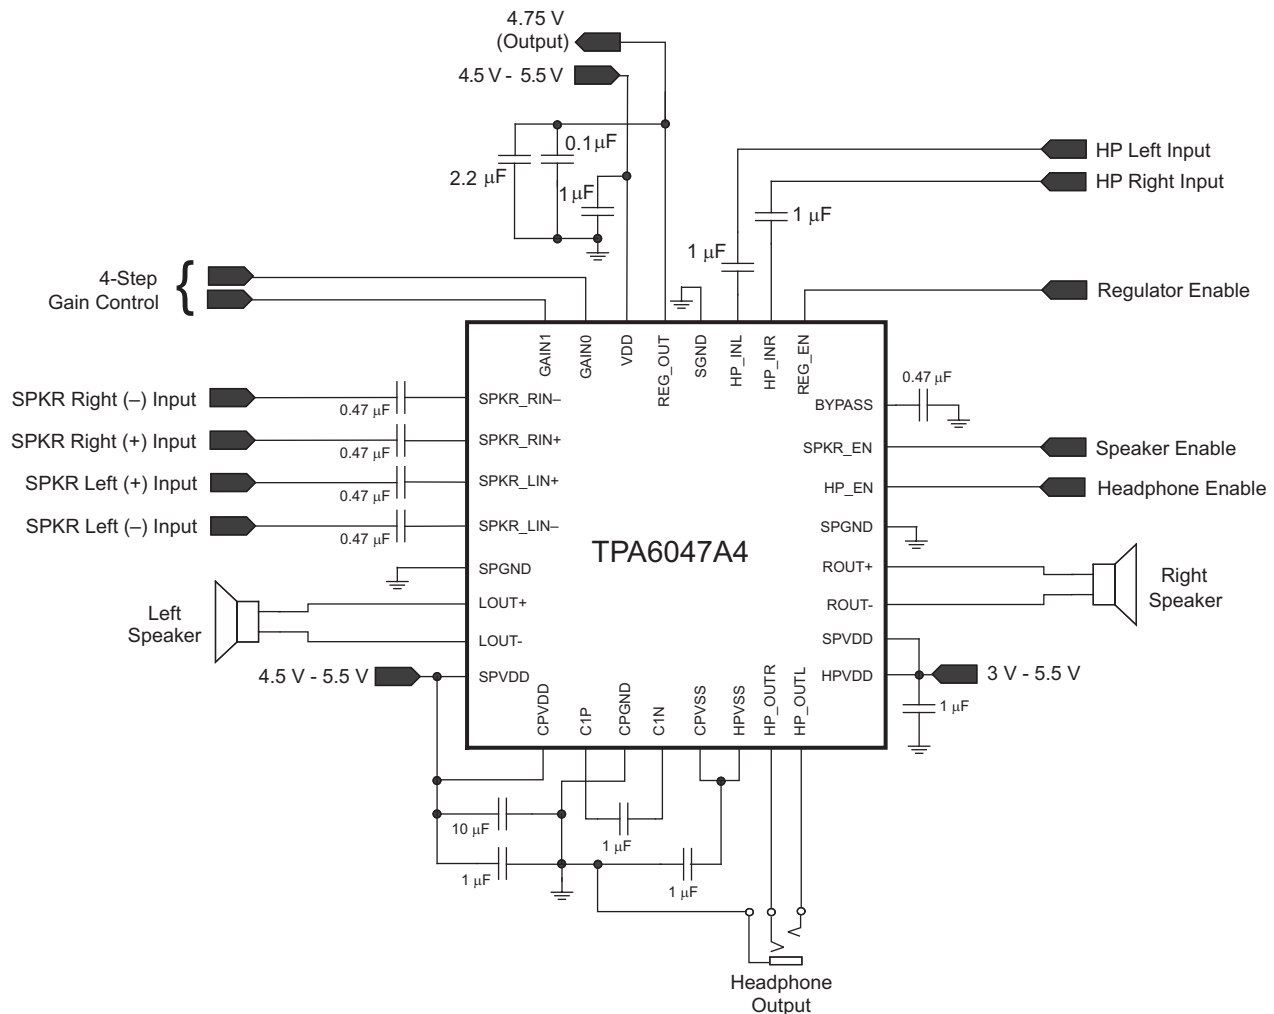 4.75 V
(Output)
4.5 V - 5.5 V
0.1 μF
2.2 μF
1 μF
HP Left Input
HP Right Input
1 μF
1 μF
4-Step
Gain Control
{
Regulator Enable
GAIN1
GAIN0
VDD
REG_OUT
SGND
HP_INL
HP_INR
REG_EN
SPKR Right (–) Input
0.47 μF
SPKR_RIN–
SPKR Right (+) Input
0.47 μF
SPKR_RIN+
SPKR Left (+) Input
0.47 μF
SPKR_LIN+
SPKR Left (–) Input
0.47 μF
SPKR_LIN–
BYPASS
0.47 μF
SPKR_EN
Speaker Enable
HP_EN
Headphone Enable
TPA6047A4
SPGND
SPGND
Left
Speaker
LOUT+
LOUT-
ROUT+
ROUT-
Right
Speaker
4.5 V - 5.5 V
SPVDD
SPVDD
HPVDD
3 V - 5.5 V
1 μF
CPVDD
C1P
CPGND
C1N
CPVSS
HPVSS
HP_OUTR
HP_OUTL
10 μF
1 μF
1 μF
1 μF
Headphone
Output